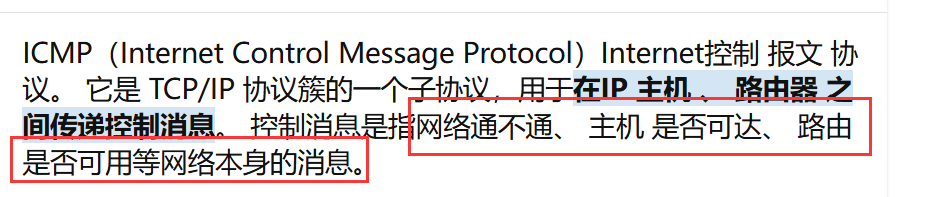 ICMP（Internet Control Message Protocol）Internet控制 报文 协
议。 它是 TCP/IP 协议簇的一个子协议，用于在IP 主机 、 路由器 之
间传递控制消息。 控制消息是指网络通不通、 主机 是否可达、 路由
是否可用等网络本身的消息。